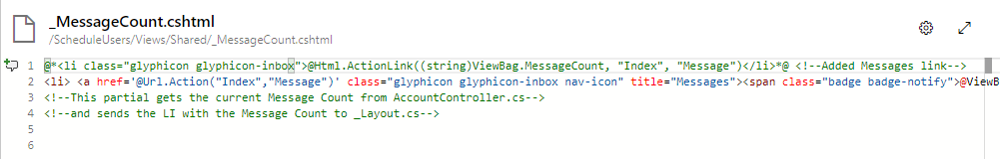 _MessageCount.cshtml
/ScheduleUsers/Views/Shared/_MessageCount.cshtml
1 @*<li class="glyphicon glyphicon-inbox">@Html.ActionLink((string)ViewBag.MessageCount, "Index", "Message")</li>*@ <!--Added Messages link-->
2 <li> <a href='@Url.Action("Index","Message")' class="glyphicon glyphicon-inbox nav-icon" title="Messages"><span class="badge badge-notify">@ViewB
3 <!--This partial gets the current Message Count from AccountController.cs-->
4 <!--and sends the LI with the Message Count to _Layout.cs-->
5
6